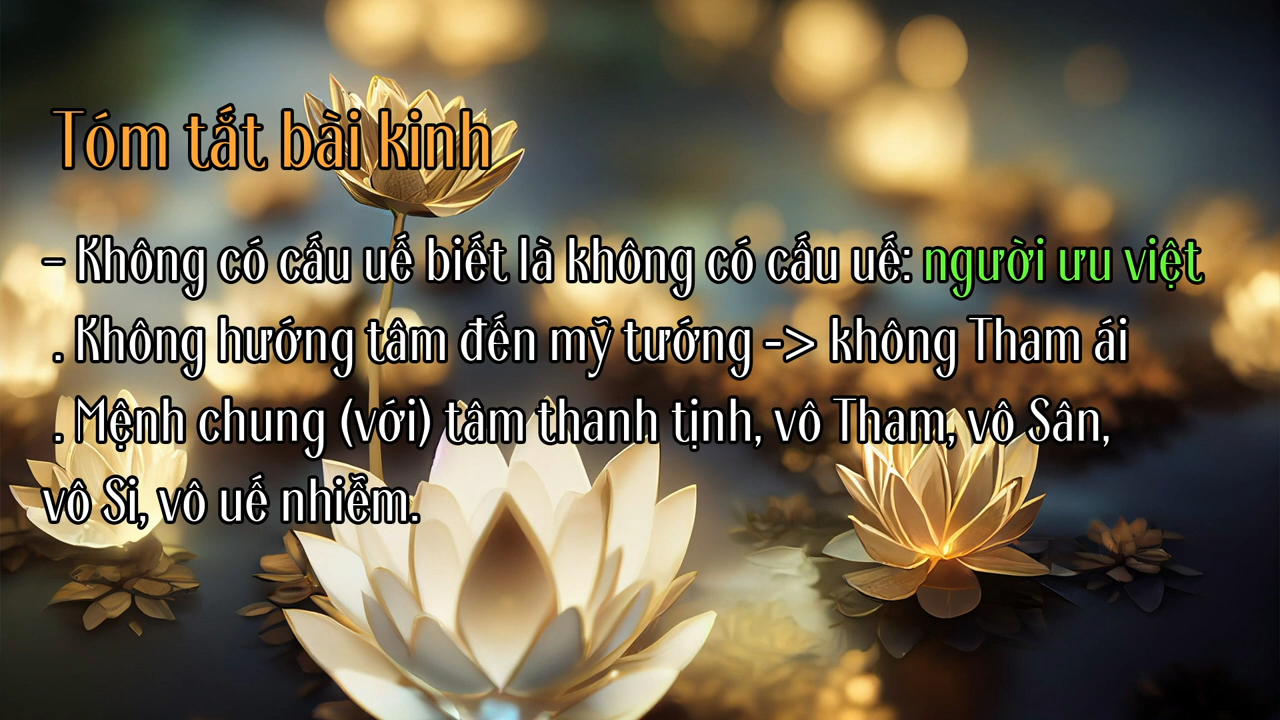 Tóm tắt bài kinh
- Không có cấu uế biết là không có cấu uế: người ưu việt
. Không hướng tâm đến mỹ tướng -> không Tham ái
. Mệnh chung (với) tâm thanh tịnh, vô Tham, vô Sân,
vô Si, vô uế nhiễm.